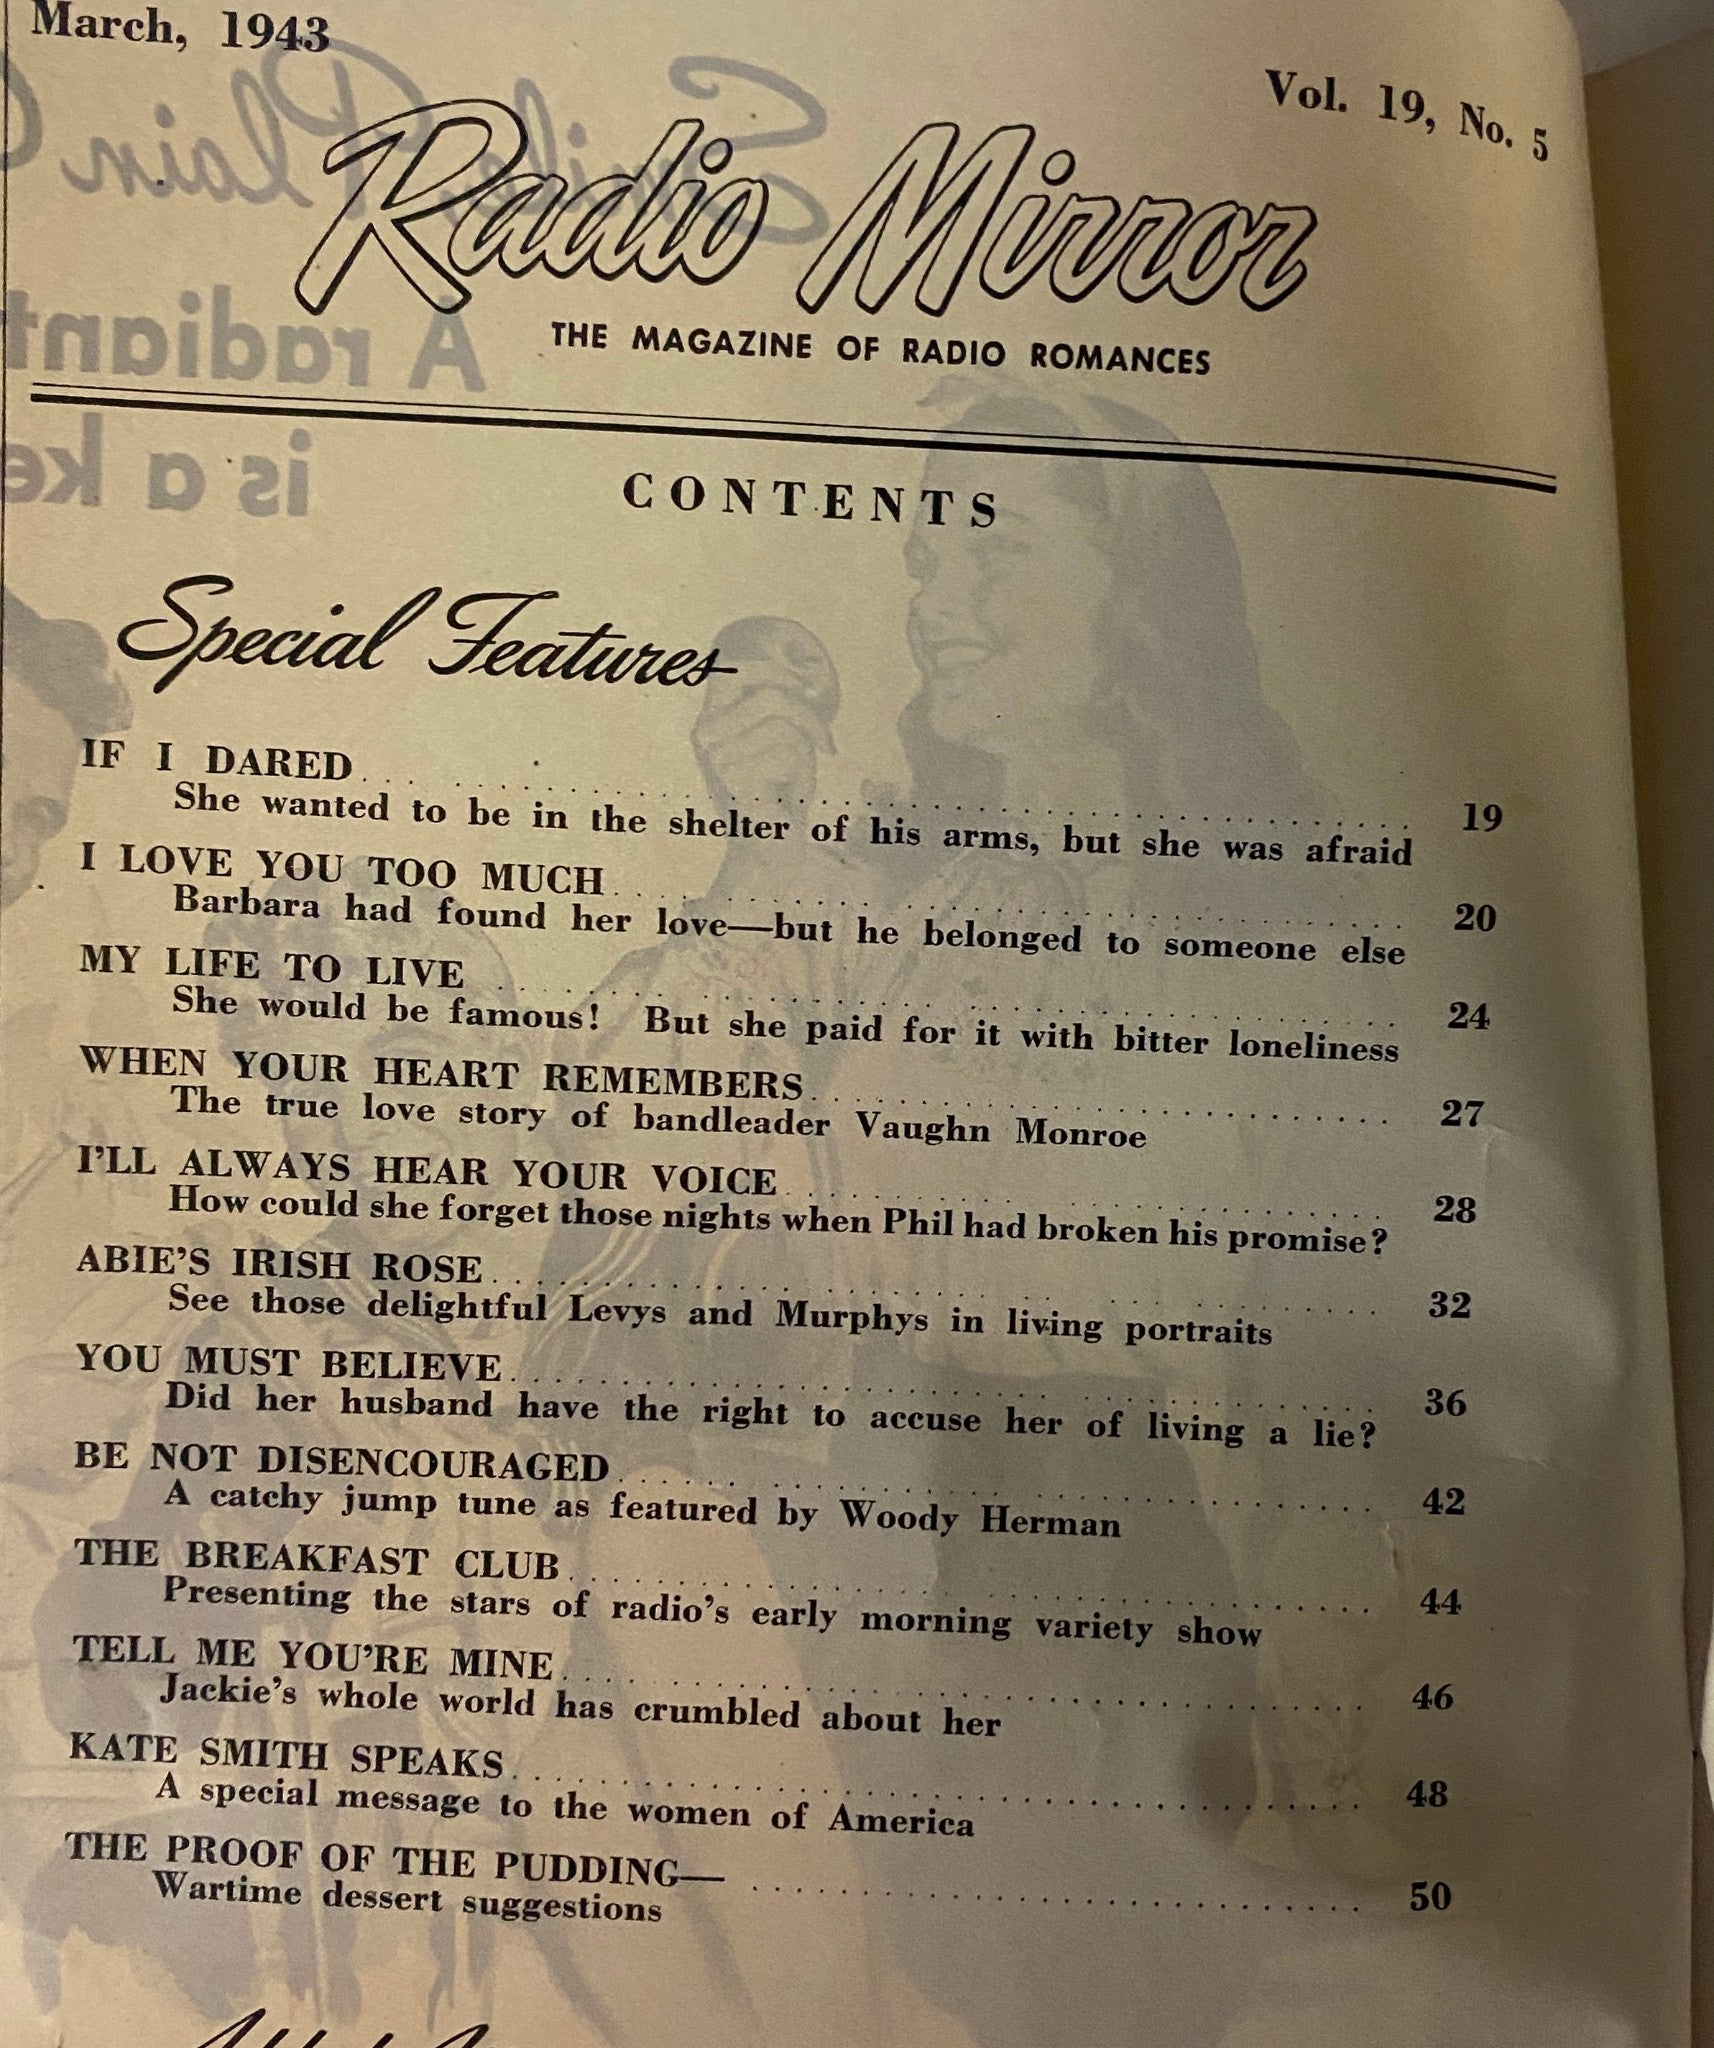 March, 1943
Vol. 19, No. 5
Radio Mirror
THE MAGAZINE OF RADIO ROMANCES
CONTENTS
Special Features
IF I DARED 19
She wanted to be in the shelter of his arms, but she was afraid
I LOVE YOU TOO MUCH 20
Barbara had found her love—but he belonged to someone else
MY LIFE TO LIVE 24
She would be famous! But she paid for it with bitter loneliness
WHEN YOUR HEART REMEMBERS 27
The true love story of bandleader Vaughn Monroe
I'LL ALWAYS HEAR YOUR VOICE 28
How could she forget those nights when Phil had broken his promise?
ABIE'S IRISH ROSE 32
See those delightful Levys and Murphys in living portraits
YOU MUST BELIEVE 36
Did her husband have the right to accuse her of living a lie?
BE NOT DISENCOURAGED 42
A catchy jump tune as featured by Woody Herman
THE BREAKFAST CLUB 44
Presenting the stars of radio's early morning variety show
TELL ME YOU'RE MINE 46
Jackie's whole world has crumbled about her
KATE SMITH SPEAKS 48
A special message to the women of America
THE PROOF OF THE PUDDING— 50
Wartime dessert suggestions